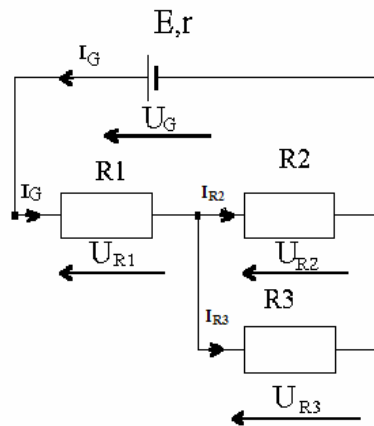 E,r
I_G
U_G
R1
R2
I_G
I_R2
U_R1
U_R2
R3
I_R3
U_R3